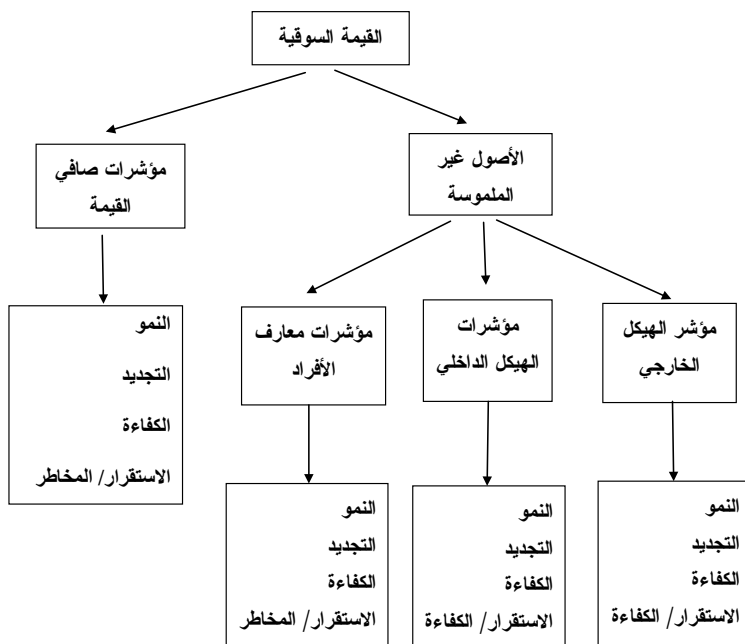 القيمة السوقية
الأصول غير
الملموسة
مؤشرات صافي
القيمة
مؤشر الهيكل
الخارجي
مؤشرات
الهيكل الداخلي
مؤشرات معارف
الأفراد
النمو
التجديد
الكفاءة
الاستقرار/ المخاطر
النمو
التجديد
الكفاءة
الاستقرار/ الكفاءة
النمو
التجديد
الكفاءة
الاستقرار/ الكفاءة
النمو
التجديد
الكفاءة
الاستقرار/ المخاطر